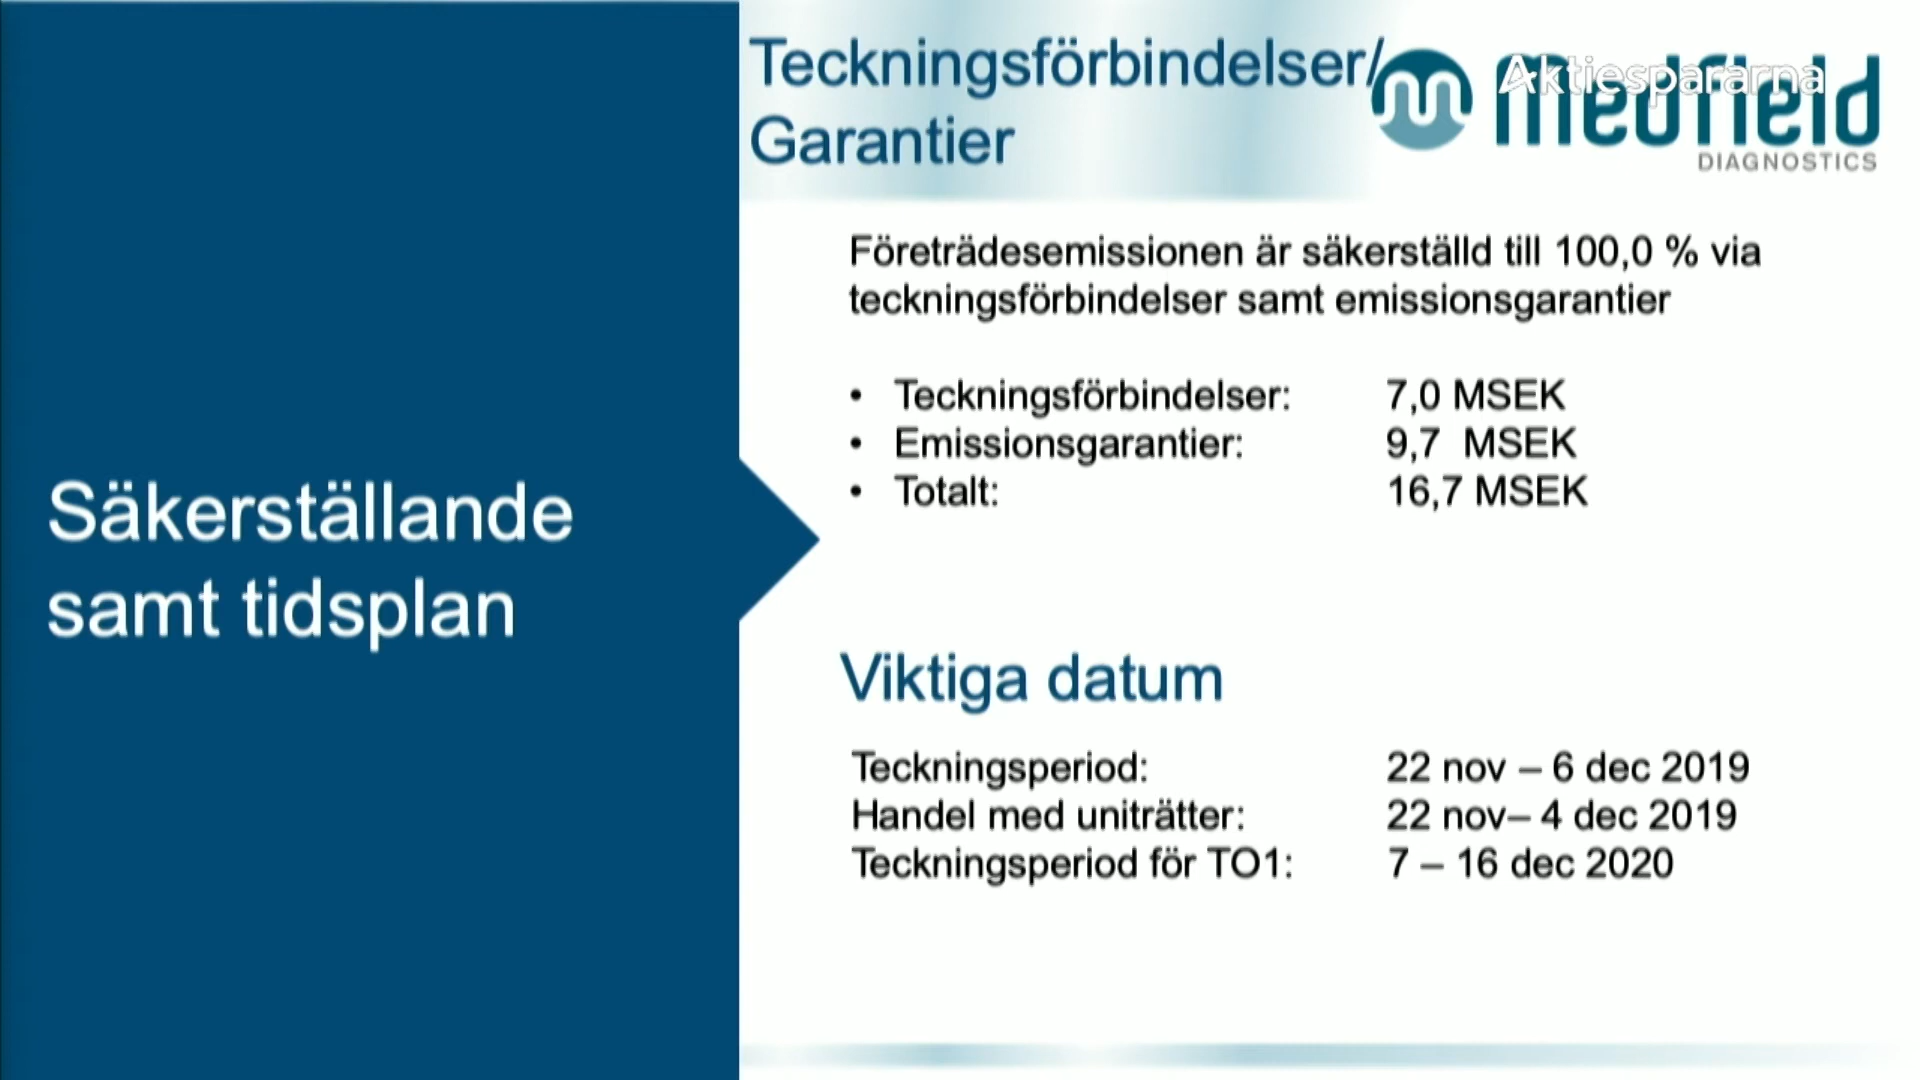 Säkerställande
samt tidsplan
Teckningsförbindelser/
Garantier
Medfield
DIAGNOSTICS
Aktiespararna
Företrädesemissionen är säkerställd till 100,0 % via
teckningsförbindelser samt emissionsgarantier
• Teckningsförbindelser: 7,0 MSEK
• Emissionsgarantier: 9,7 MSEK
• Totalt: 16,7 MSEK
Viktiga datum
Teckningsperiod: 22 nov – 6 dec 2019
Handel med uniträtter: 22 nov– 4 dec 2019
Teckningsperiod för TO1: 7 – 16 dec 2020